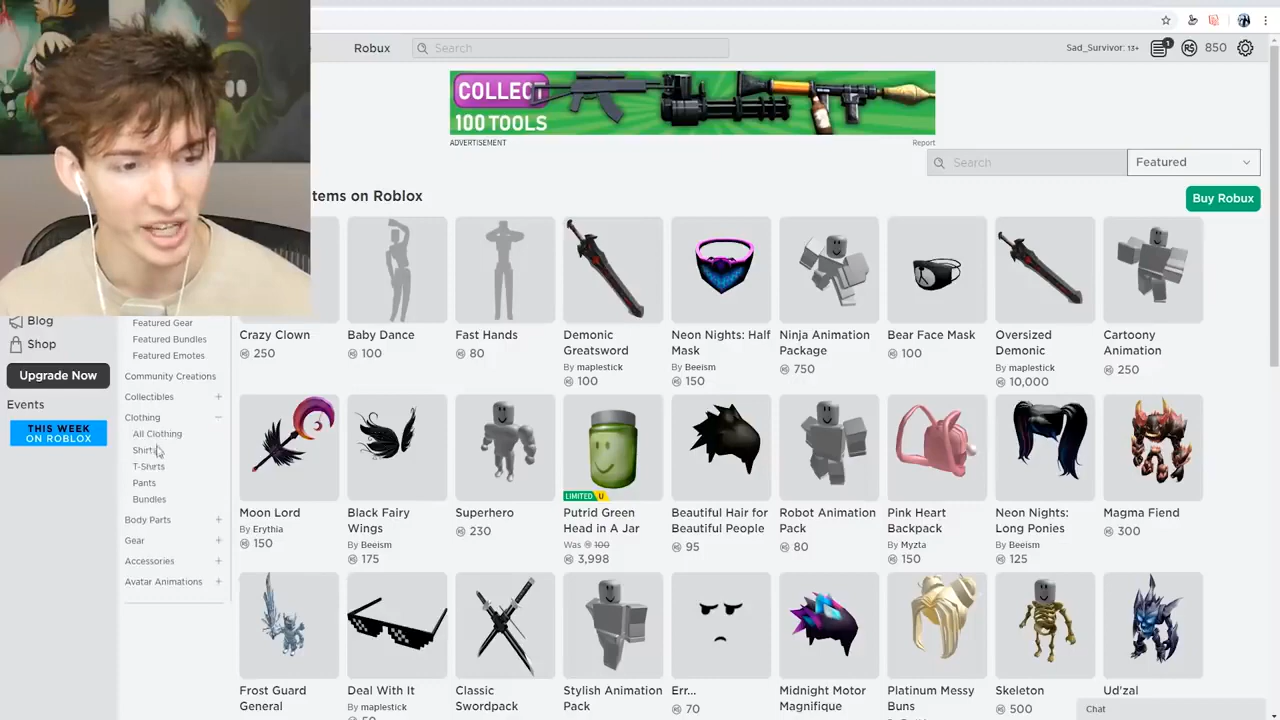 Robux
Search
Sad_Survivor: 13+
1
850
COLLECT
100 TOOLS
ADVERTISEMENT
Report
Search
Featured
tems on Roblox
Buy Robux
Blog
Shop
Upgrade Now
Events
THIS WEEK
ON ROBLOX
Featured Gear
Featured Bundles
Featured Emotes
Community Creations
Collectibles +
Clothing −
All Clothing
Shirts
T-Shirts
Pants
Bundles
Body Parts +
Gear +
Accessories +
Avatar Animations +
Crazy Clown
250
Baby Dance
100
Fast Hands
80
Demonic
Greatsword
By maplestick
100
Neon Nights: Half
Mask
By Beeism
150
Ninja Animation
Package
750
Bear Face Mask
100
Oversized
Demonic
By maplestick
10,000
Cartoony
Animation
250
Moon Lord
By Erythia
150
Black Fairy
Wings
By Beeism
175
Superhero
230
LIMITED U
Putrid Green
Head in A Jar
Was 100
3,998
Beautiful Hair for
Beautiful People
95
Robot Animation
Pack
80
Pink Heart
Backpack
By Myzta
150
Neon Nights:
Long Ponies
By Beeism
125
Magma Fiend
300
Frost Guard
General
Deal With It
By maplestick
Classic
Swordpack
Stylish Animation
Pack
Err...
70
Midnight Motor
Magnifique
Platinum Messy
Buns
Skeleton
500
Ud'zal
Chat